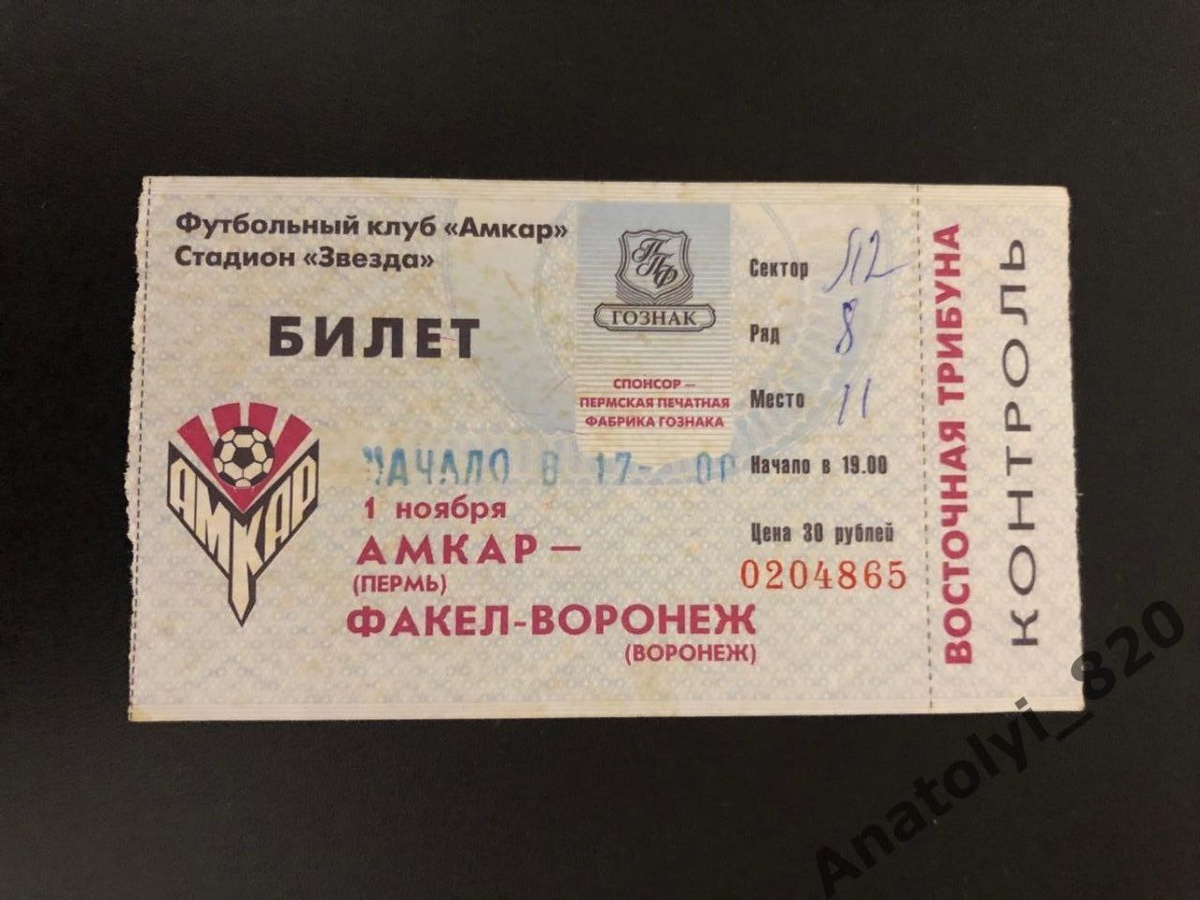 Футбольный клуб «Амкар»
Стадион «Звезда»
БИЛЕТ
АМКАР
ППФ
ГОЗНАК
СПОНСОР –
ПЕРМСКАЯ ПЕЧАТНАЯ
ФАБРИКА ГОЗНАКА
НАЧАЛО В 17-00
1 ноября
АМКАР –
(ПЕРМЬ)
ФАКЕЛ-ВОРОНЕЖ
(ВОРОНЕЖ)
Сектор 12
Ряд 8
Место 11
Начало в 19.00
Цена 30 рублей
0204865
ВОСТОЧНАЯ ТРИБУНА
КОНТРОЛЬ
Anatolyi_820